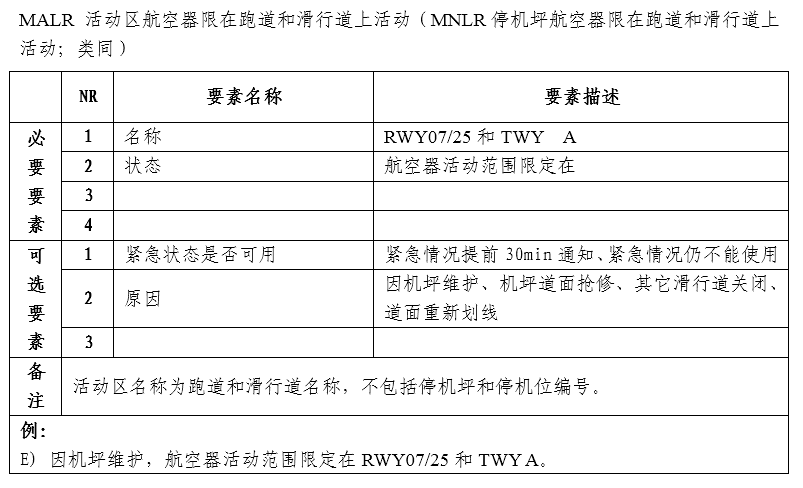 MALR 活动区航空器限在跑道和滑行道上活动（MNLR 停机坪航空器限在跑道和滑行道上
活动；类同）
NR 要素名称 要素描述
必要要素
1 名称 RWY07/25 和 TWY A
2 状态 航空器活动范围限定在
3
4
可选要素
1 紧急状态是否可用 紧急情况提前 30min 通知、紧急情况仍不能使用
2 原因 因机坪维护、机坪道面抢修、其它滑行道关闭、
道面重新划线
3
备注 活动区名称为跑道和滑行道名称，不包括停机坪和停机位编号。
例：
E) 因机坪维护，航空器活动范围限定在 RWY07/25 和 TWY A。